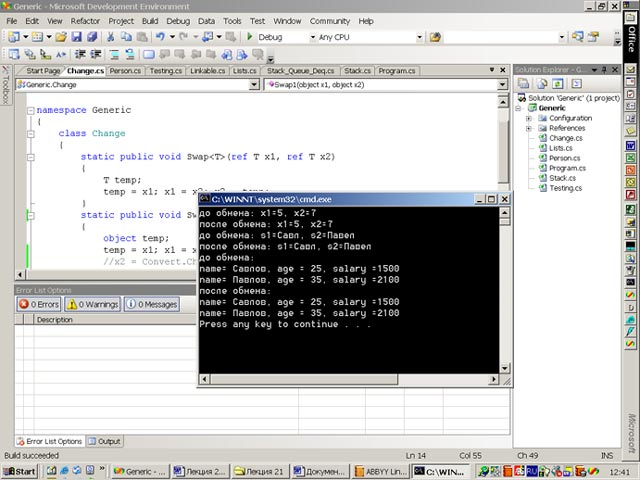 Generic - Microsoft Development Environment
File Edit View Refactor Project Build Debug Data Tools Test Window Community Help
Debug Any CPU
Start Page Change.cs Person.cs Testing.cs Linkable.cs Lists.cs Stack_Queue_Deq.cs Stack.cs Program.cs
Generic.Change Swap1(object x1, object x2)
Toolbox
namespace Generic
{
class Change
{
static public void Swap<T>(ref T x1, ref T x2)
{
T temp;
temp = x1; x1 =
}
static public void Sw
{
object temp;
temp = x1; x1 =
//x2 = Convert.Ch
C:\WINNT\system32\cmd.exe
до обмена: x1=5, x2=7
после обмена: x1=5, x2=7
до обмена: s1=Савл, s2=Павел
после обмена: s1=Савл, s2=Павел
до обмена:
name= Савлов, age = 25, salary =1500
name= Павлов, age = 35, salary =2100
после обмена:
name= Савлов, age = 25, salary =1500
name= Павлов, age = 35, salary =2100
Press any key to continue . . .
Solution Explorer - G...
Solution 'Generic' (1 project)
Generic
Configuration
References
Change.cs
Lists.cs
Person.cs
Program.cs
Stack.cs
Testing.cs
Error List Options
0 Errors 0 Warnings 0 Messages
Description
Error List Options Output
Build succeeded Ln 14 Col 55 Ch 49 INS
Start Generic - ... Лекция 2... Лекция 21 Докумен... ABBYY Lin... C:\WIN... RU 12:41
Office
Microsoft